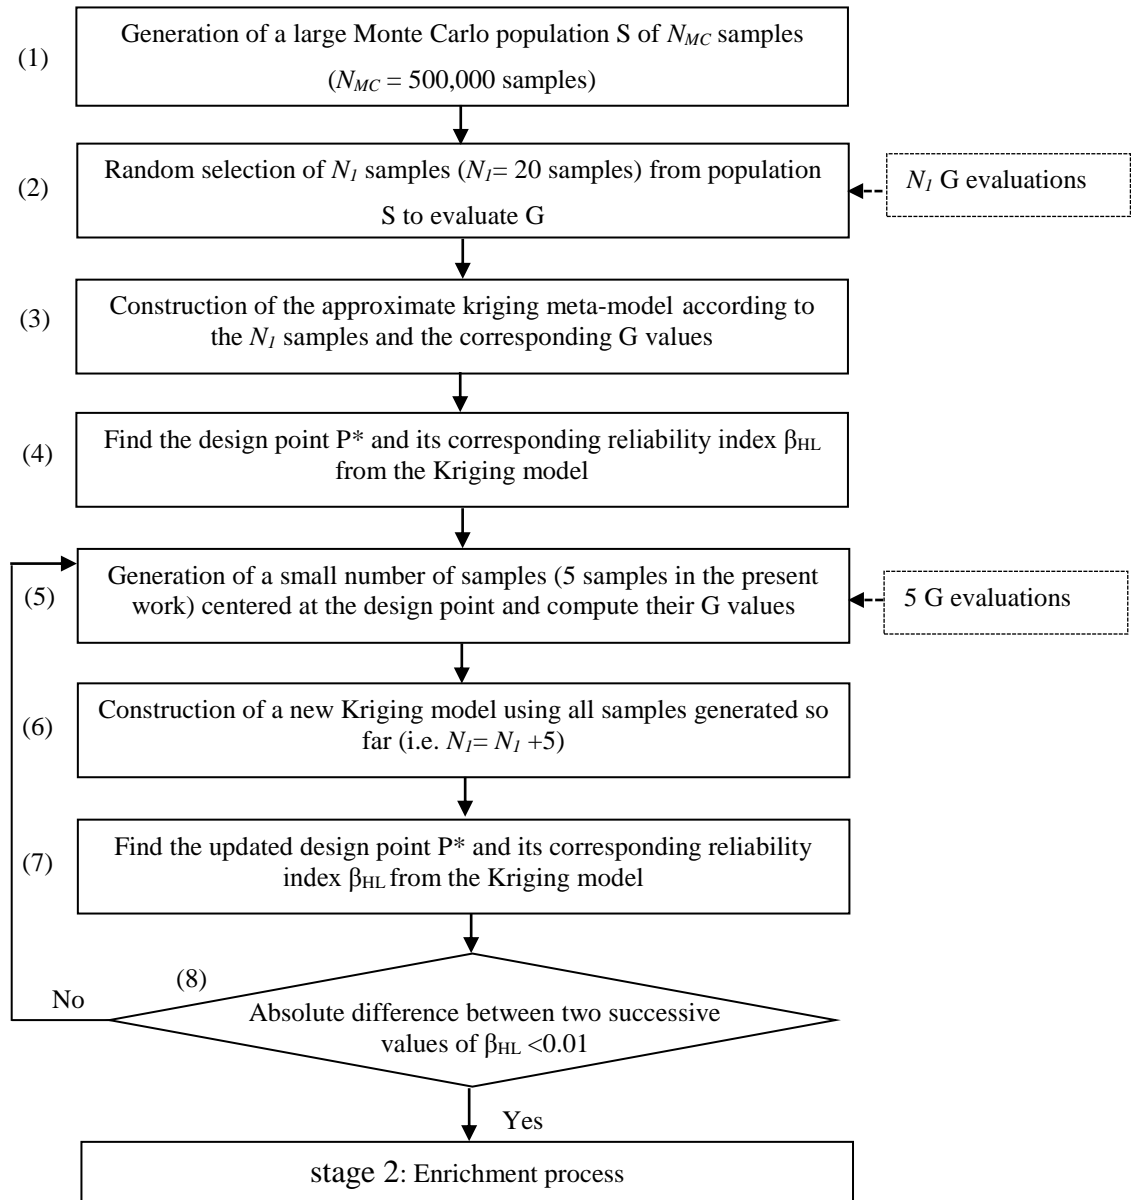 (1)
Generation of a large Monte Carlo population S of N_MC samples
(N_MC = 500,000 samples)
(2)
Random selection of N_1 samples (N_1= 20 samples) from population
S to evaluate G
N_1 G evaluations
(3)
Construction of the approximate kriging meta-model according to
the N_1 samples and the corresponding G values
(4)
Find the design point P* and its corresponding reliability index β_HL
from the Kriging model
(5)
Generation of a small number of samples (5 samples in the present
work) centered at the design point and compute their G values
5 G evaluations
(6)
Construction of a new Kriging model using all samples generated so
far (i.e. N_1= N_1 +5)
(7)
Find the updated design point P* and its corresponding reliability
index β_HL from the Kriging model
(8)
No
Absolute difference between two successive
values of β_HL <0.01
Yes
stage 2: Enrichment process